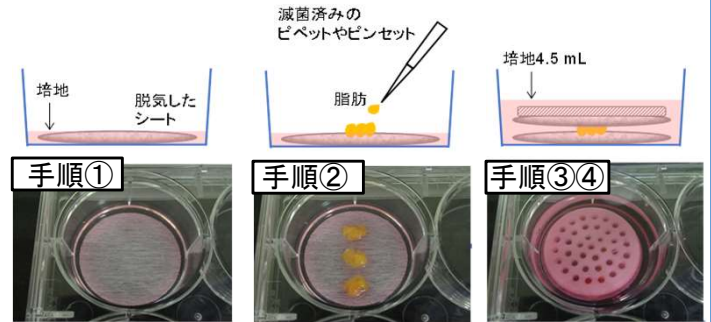 滅菌済みの
ピペットやピンセット
培地4.5 mL
培地
脱気した
シート
脂肪
手順①
手順②
手順③④